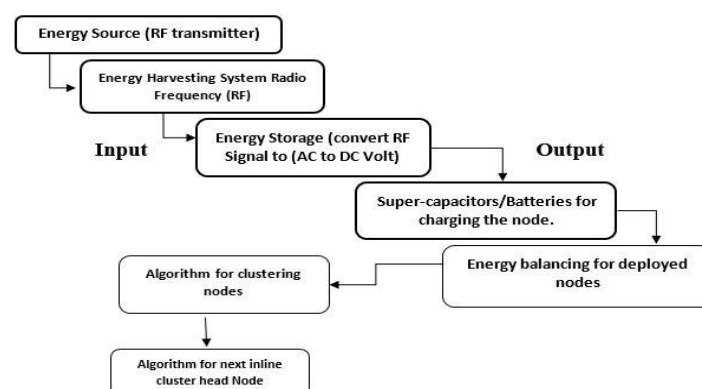 Energy Source (RF transmitter)
Energy Harvesting System Radio
Frequency (RF)
Input
Energy Storage (convert RF
Signal to (AC to DC Volt)
Output
Super-capacitors/Batteries for
charging the node.
Energy balancing for deployed
nodes
Algorithm for clustering
nodes
Algorithm for next inline
cluster head Node